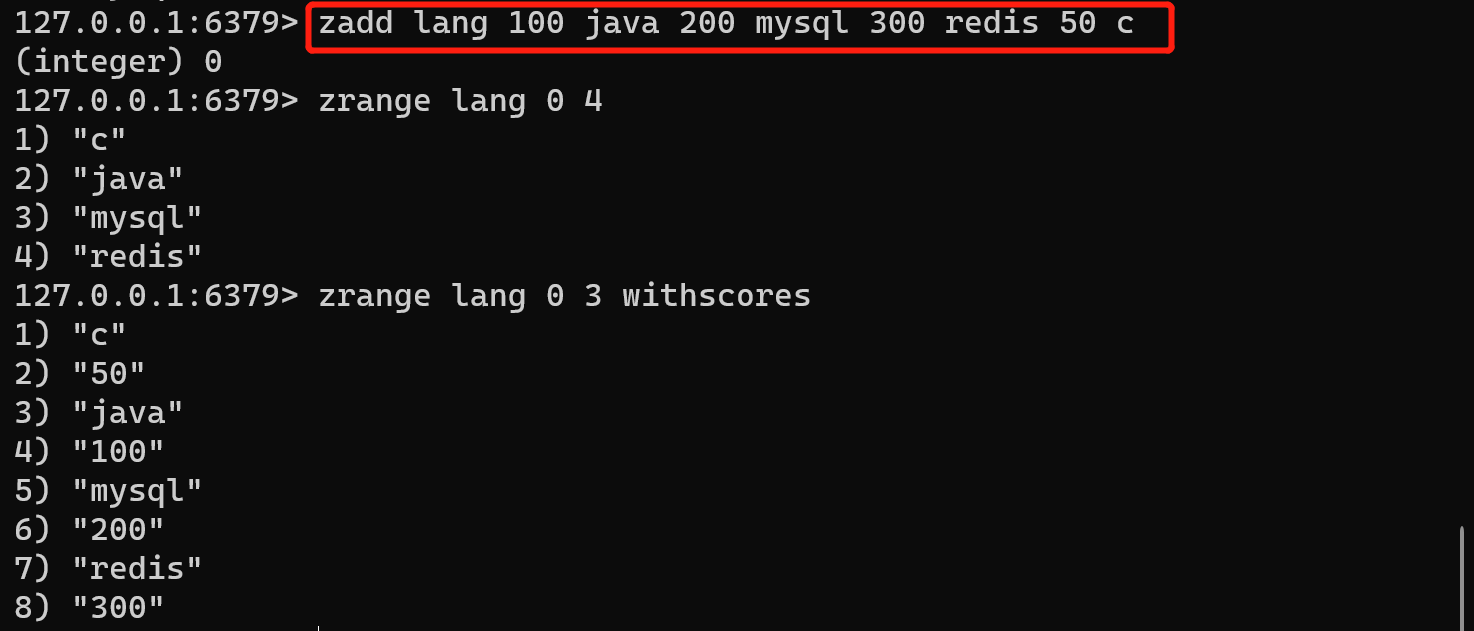 127.0.0.1:6379> zadd lang 100 java 200 mysql 300 redis 50 c
(integer) 0
127.0.0.1:6379> zrange lang 0 4
1) "c"
2) "java"
3) "mysql"
4) "redis"
127.0.0.1:6379> zrange lang 0 3 withscores
1) "c"
2) "50"
3) "java"
4) "100"
5) "mysql"
6) "200"
7) "redis"
8) "300"